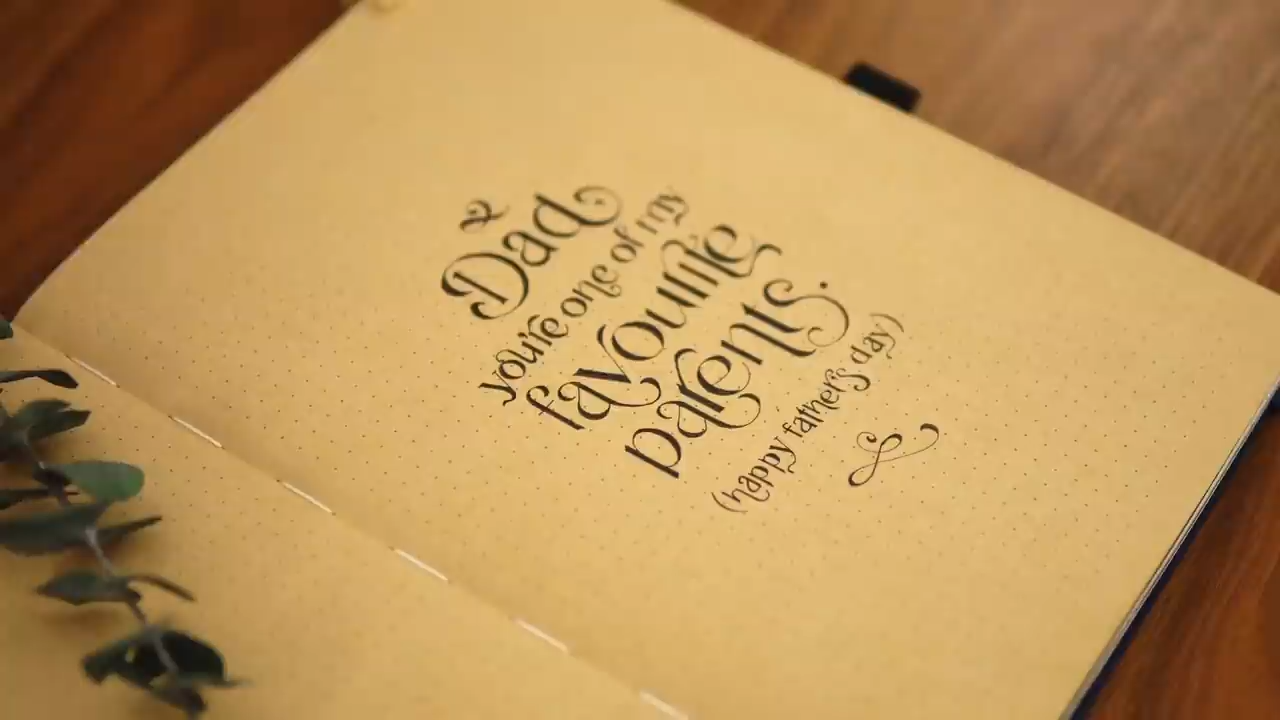 Dad
you're one of my
favourite
parents.
(happy father's day)